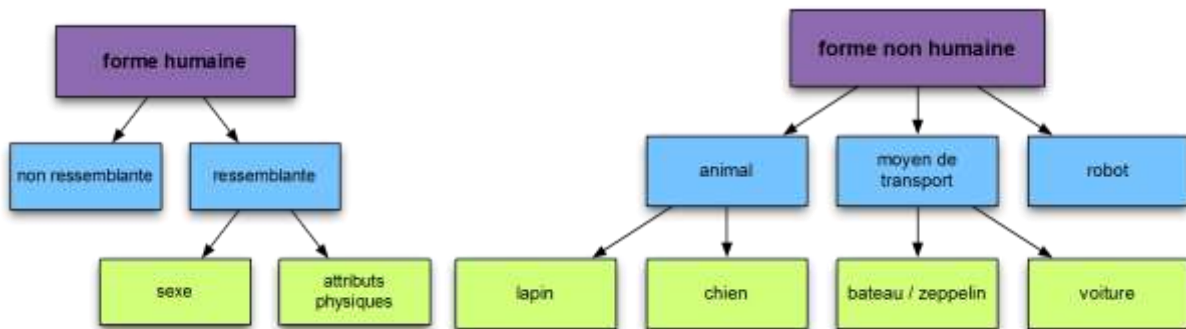 forme humaine
forme non humaine
non ressemblante
ressemblante
animal
moyen de
transport
robot
sexe
attributs
physiques
lapin
chien
bateau / zeppelin
voiture